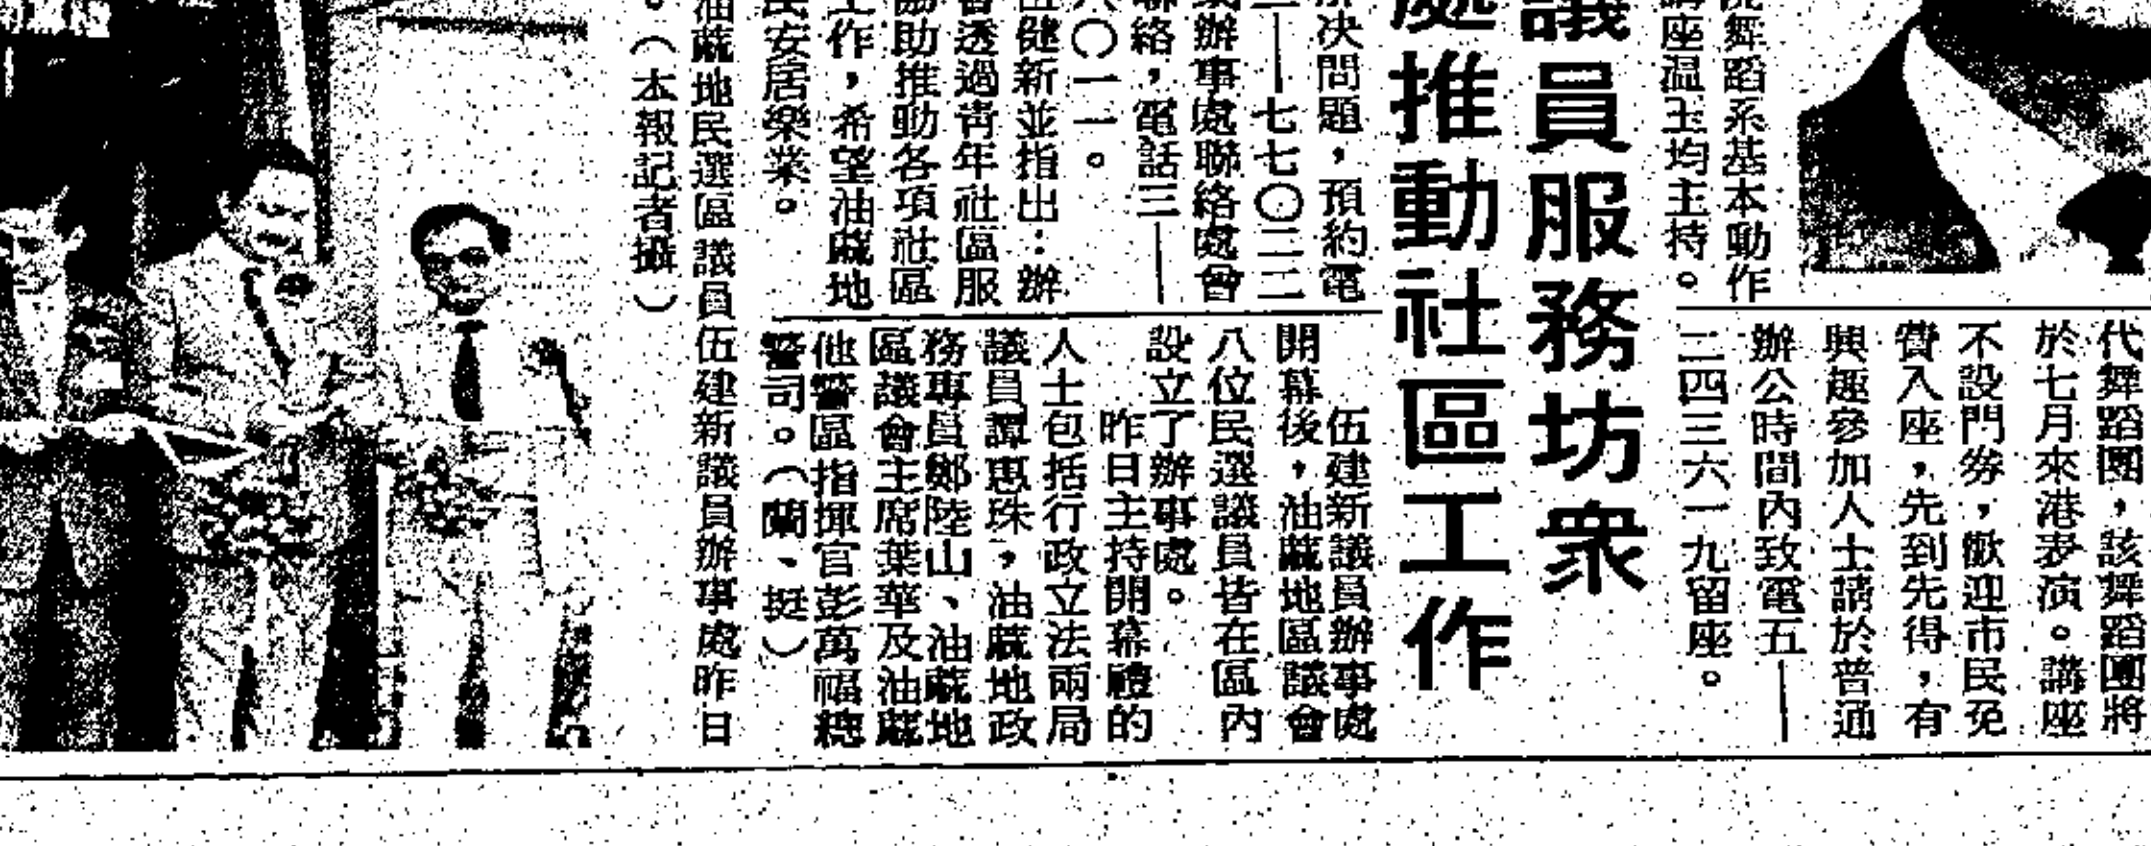 代舞蹈團，該舞蹈團將
於七月來港表演。講座
不設門券，歡迎市民免
費入座，先到先得，有
興趣參加人士請於普通
辦公時間內致電五——
二四三六一九留座。
舞蹈系基本動作
講座温玉均主持。
議員服務坊衆
處推動社區工作
决問題，預約電
——七七〇二二
辦事處聯絡處會
聯絡，電話三——
八〇一一。
伍健新並指出：辦
透過靑年社區服
協助推動各項社區
工作，希望油蔴地
民安居樂業。
伍建新議員辦事處
開幕後，油蔴地區議會
八位民選議員皆在區內
設立了辦事處。
昨日主持開幕禮的
人士包括行政立法兩局
議員譚惠珠，油蔴地政
務專員鄭陸山、油蔴地
區議會主席葉華及油蔴
他警區指揮官彭萬福總
警司。（蘭、挺）
油蔴地民選區議員伍建新議員辦事處昨日
。（本報記者攝）